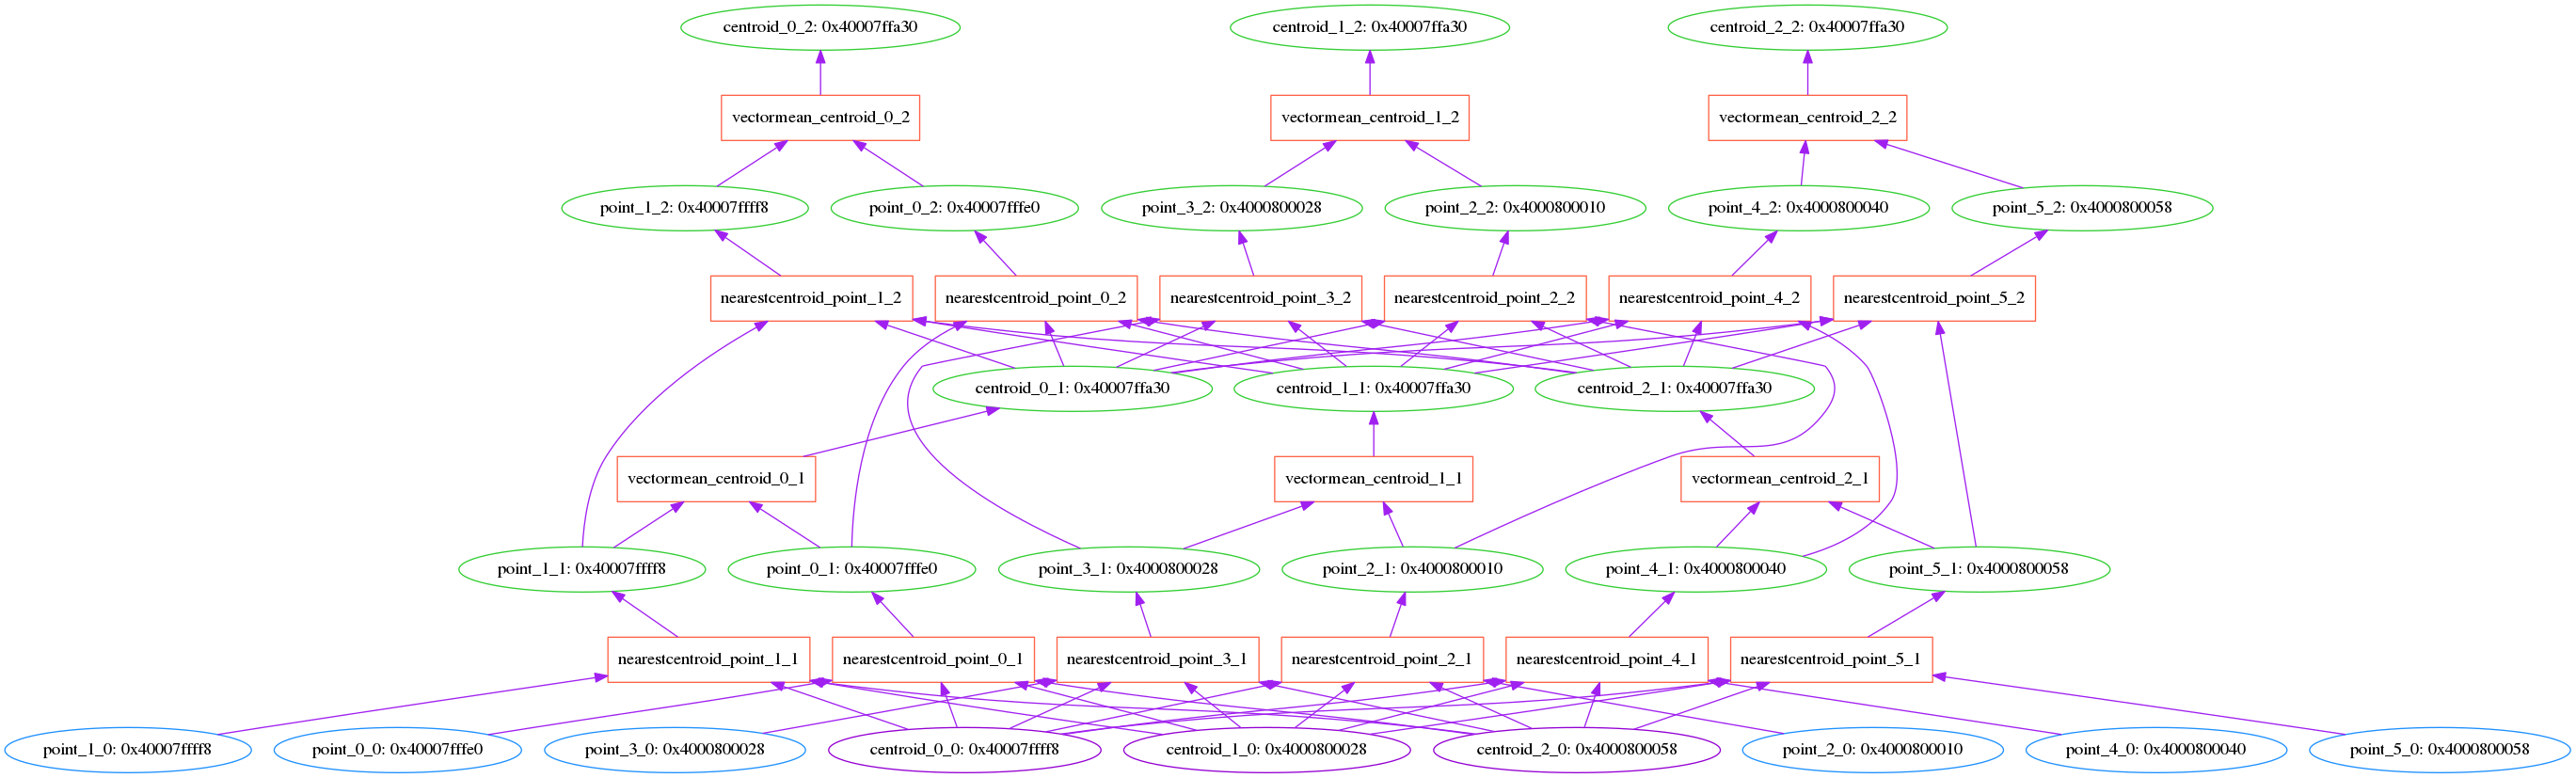 centroid_0_2: 0x40007ffa30
centroid_1_2: 0x40007ffa30
centroid_2_2: 0x40007ffa30
vectormean_centroid_0_2
vectormean_centroid_1_2
vectormean_centroid_2_2
point_1_2: 0x40007ffff8
point_0_2: 0x40007fffe0
point_3_2: 0x4000800028
point_2_2: 0x4000800010
point_4_2: 0x4000800040
point_5_2: 0x4000800058
nearestcentroid_point_1_2
nearestcentroid_point_0_2
nearestcentroid_point_3_2
nearestcentroid_point_2_2
nearestcentroid_point_4_2
nearestcentroid_point_5_2
centroid_0_1: 0x40007ffa30
centroid_1_1: 0x40007ffa30
centroid_2_1: 0x40007ffa30
vectormean_centroid_0_1
vectormean_centroid_1_1
vectormean_centroid_2_1
point_1_1: 0x40007ffff8
point_0_1: 0x40007fffe0
point_3_1: 0x4000800028
point_2_1: 0x4000800010
point_4_1: 0x4000800040
point_5_1: 0x4000800058
nearestcentroid_point_1_1
nearestcentroid_point_0_1
nearestcentroid_point_3_1
nearestcentroid_point_2_1
nearestcentroid_point_4_1
nearestcentroid_point_5_1
point_1_0: 0x40007ffff8
point_0_0: 0x40007fffe0
point_3_0: 0x4000800028
centroid_0_0: 0x40007ffff8
centroid_1_0: 0x4000800028
centroid_2_0: 0x4000800058
point_2_0: 0x4000800010
point_4_0: 0x4000800040
point_5_0: 0x4000800058